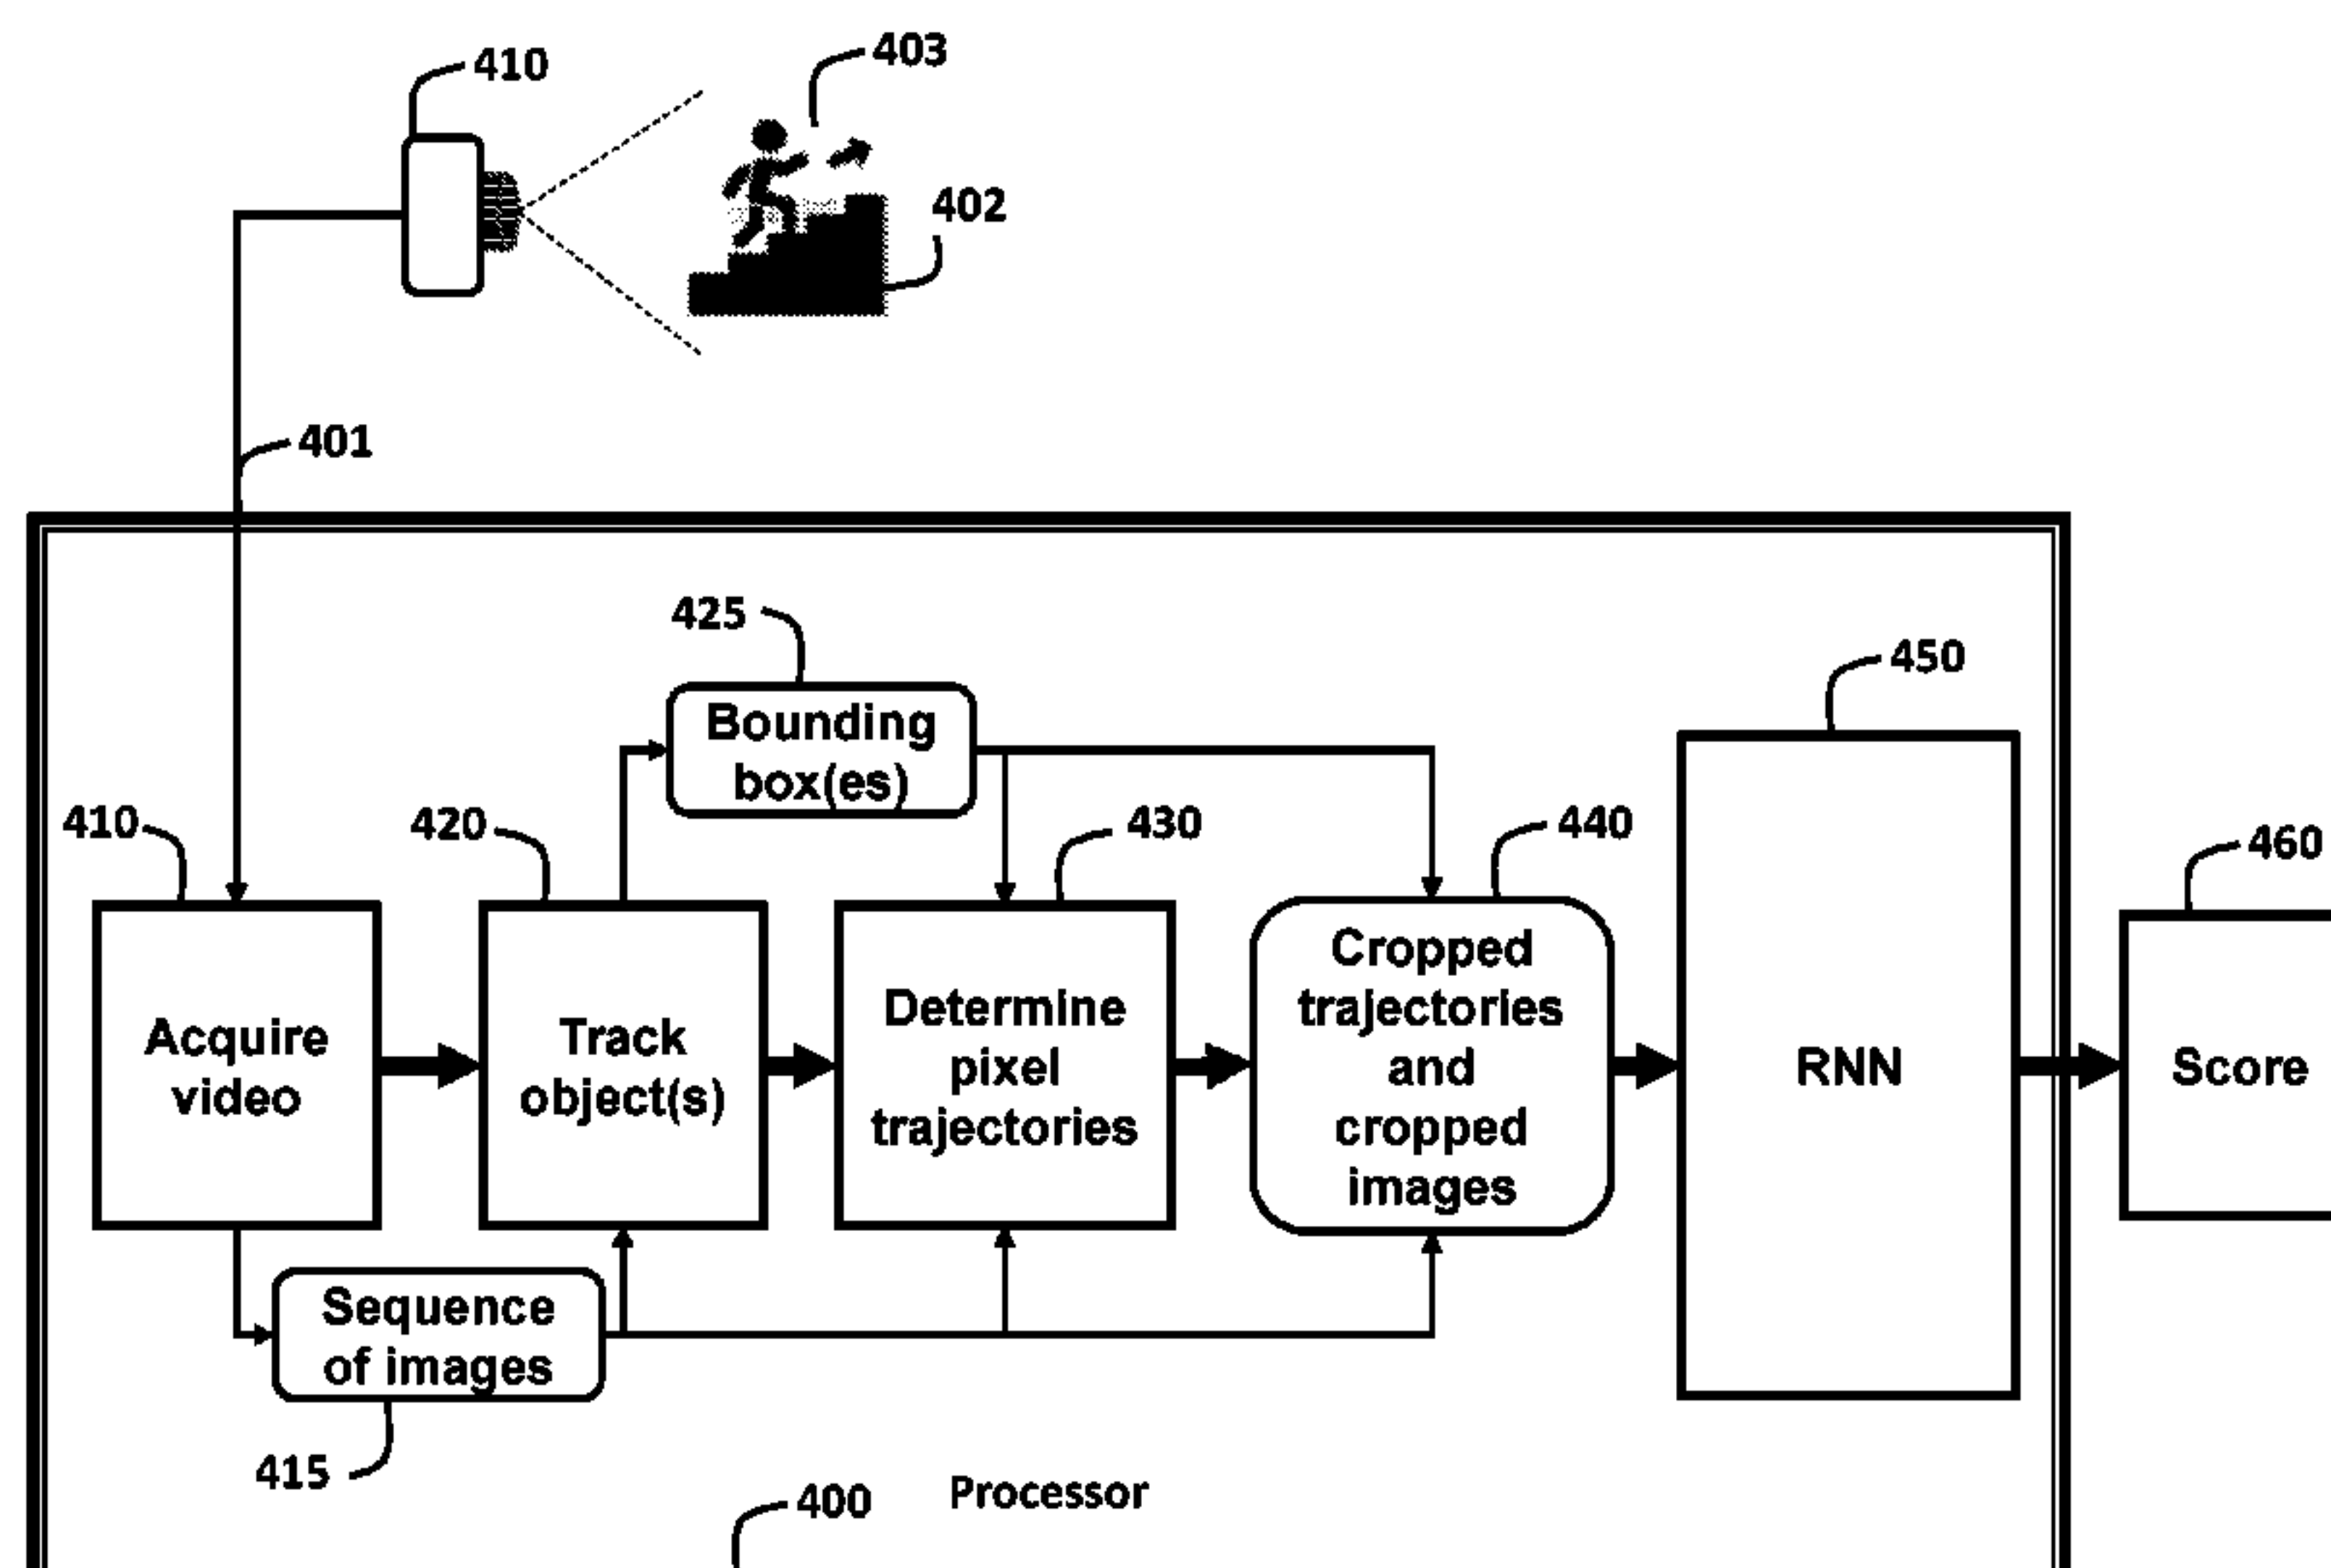 410
403
402
401
425
450
Bounding
box(es)
410
420
430
440
460
Acquire
video
Track
object(s)
Determine
pixel
trajectories
Cropped
trajectories
and
cropped
images
RNN
Score
Sequence
of images
415
400
Processor